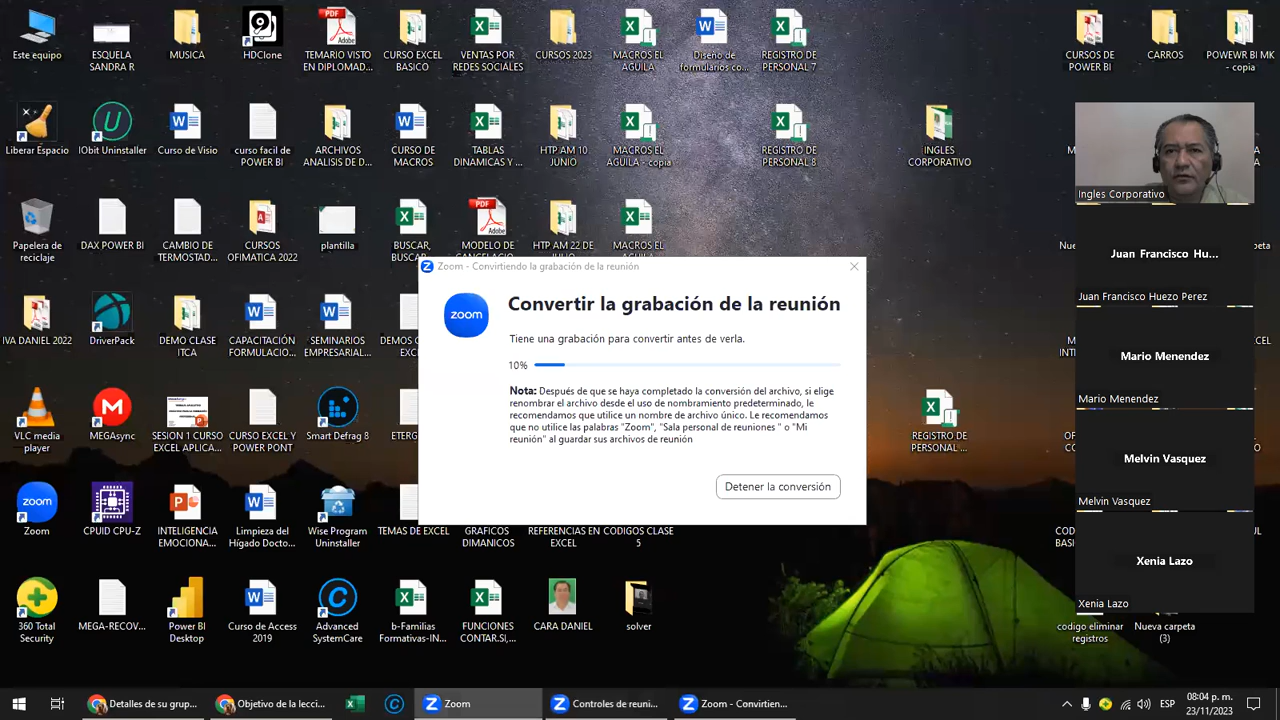 Este equipo
ESCUELA
SANDRA R
MUSICA
HDClone
TEMARIO VISTO
EN DIPLOMAD...
CURSO EXCEL
BASICO
VENTAS POR
REDES SOCIALES
CURSOS 2023
MACROS EL
AGUILA
Diseño de
formularios co...
REGISTRO DE
PERSONAL 7
CURSOS DE
POWER BI
CARROS
POWEWR BI MK
- copia
Liberar Espacio
IObit Uninstaller
Curso de Visio
curso facil de
POWER BI
ARCHIVOS
ANALISIS DE D...
CURSO DE
MACROS
TABLAS
DINAMICAS Y ...
HTP AM 10
JUNIO
MACROS EL
AGUILA - copia
REGISTRO DE
PERSONAL 8
INGLES
CORPORATIVO
Ingles Corporativo
Papelera de
reciclaje
DAX POWER BI
CAMBIO DE
TERMOSTAD...
CURSOS
OFIMATICA 2022
plantilla
BUSCAR,
BUSCAR
MODELO DE
CANCELACIO...
HTP AM 22 DE
JUNIO
MACROS EL
Juan Francisco Hu...
Juan Francisco Huezo Perez
Zoom - Convirtiendo la grabación de la reunión
zoom
Convertir la grabación de la reunión
Tiene una grabación para convertir antes de verla.
10%
Nota: Después de que se haya completado la conversión del archivo, si elige
renombrar el archivo desde el uso de nombramiento predeterminado, le
recomendamos que utilice un nombre de archivo único. Le recomendamos
que no utilice las palabras "Zoom", "Sala personal de reuniones " o "Mi
reunión" al guardar sus archivos de reunión
Detener la conversión
IVA DANIEL 2022
DriverPack
DEMO CLASE
ITCA
CAPACITACIÓN
FORMULACIO...
SEMINARIOS
EMPRESARIAL...
Mario Menendez
Mario Menendez
VLC media
player
MEGAsync
SESION 1 CURSO
EXCEL APLICA...
CURSO EXCEL Y
POWER PONT
Smart Defrag 8
REGISTRO DE
PERSONAL ...
Melvin Vasquez
Melvin Vasquez
Zoom
CPUID CPU-Z
INTELIGENCIA
EMOCIONA...
Limpieza del
Hígado Docto...
Wise Program
Uninstaller
TEMAS DE EXCEL
GRAFICOS
DIMANICOS
REFERENCIAS EN
EXCEL
CODIGOS CLASE
5
Xenia Lazo
Xenia Lazo
360 Total
Security
MEGA-RECOV...
Power BI
Desktop
Curso de Access
2019
Advanced
SystemCare
b-Familias
Formativas-IN...
FUNCIONES
CONTAR.SI,...
CARA DANIEL
solver
codigo eliminar
registros
Nueva carpeta
(3)
Detalles de su grup...
Objetivo de la lecci...
Zoom
Controles de reuni...
Zoom - Convirtien...
ESP
08:04 p. m.
23/11/2023